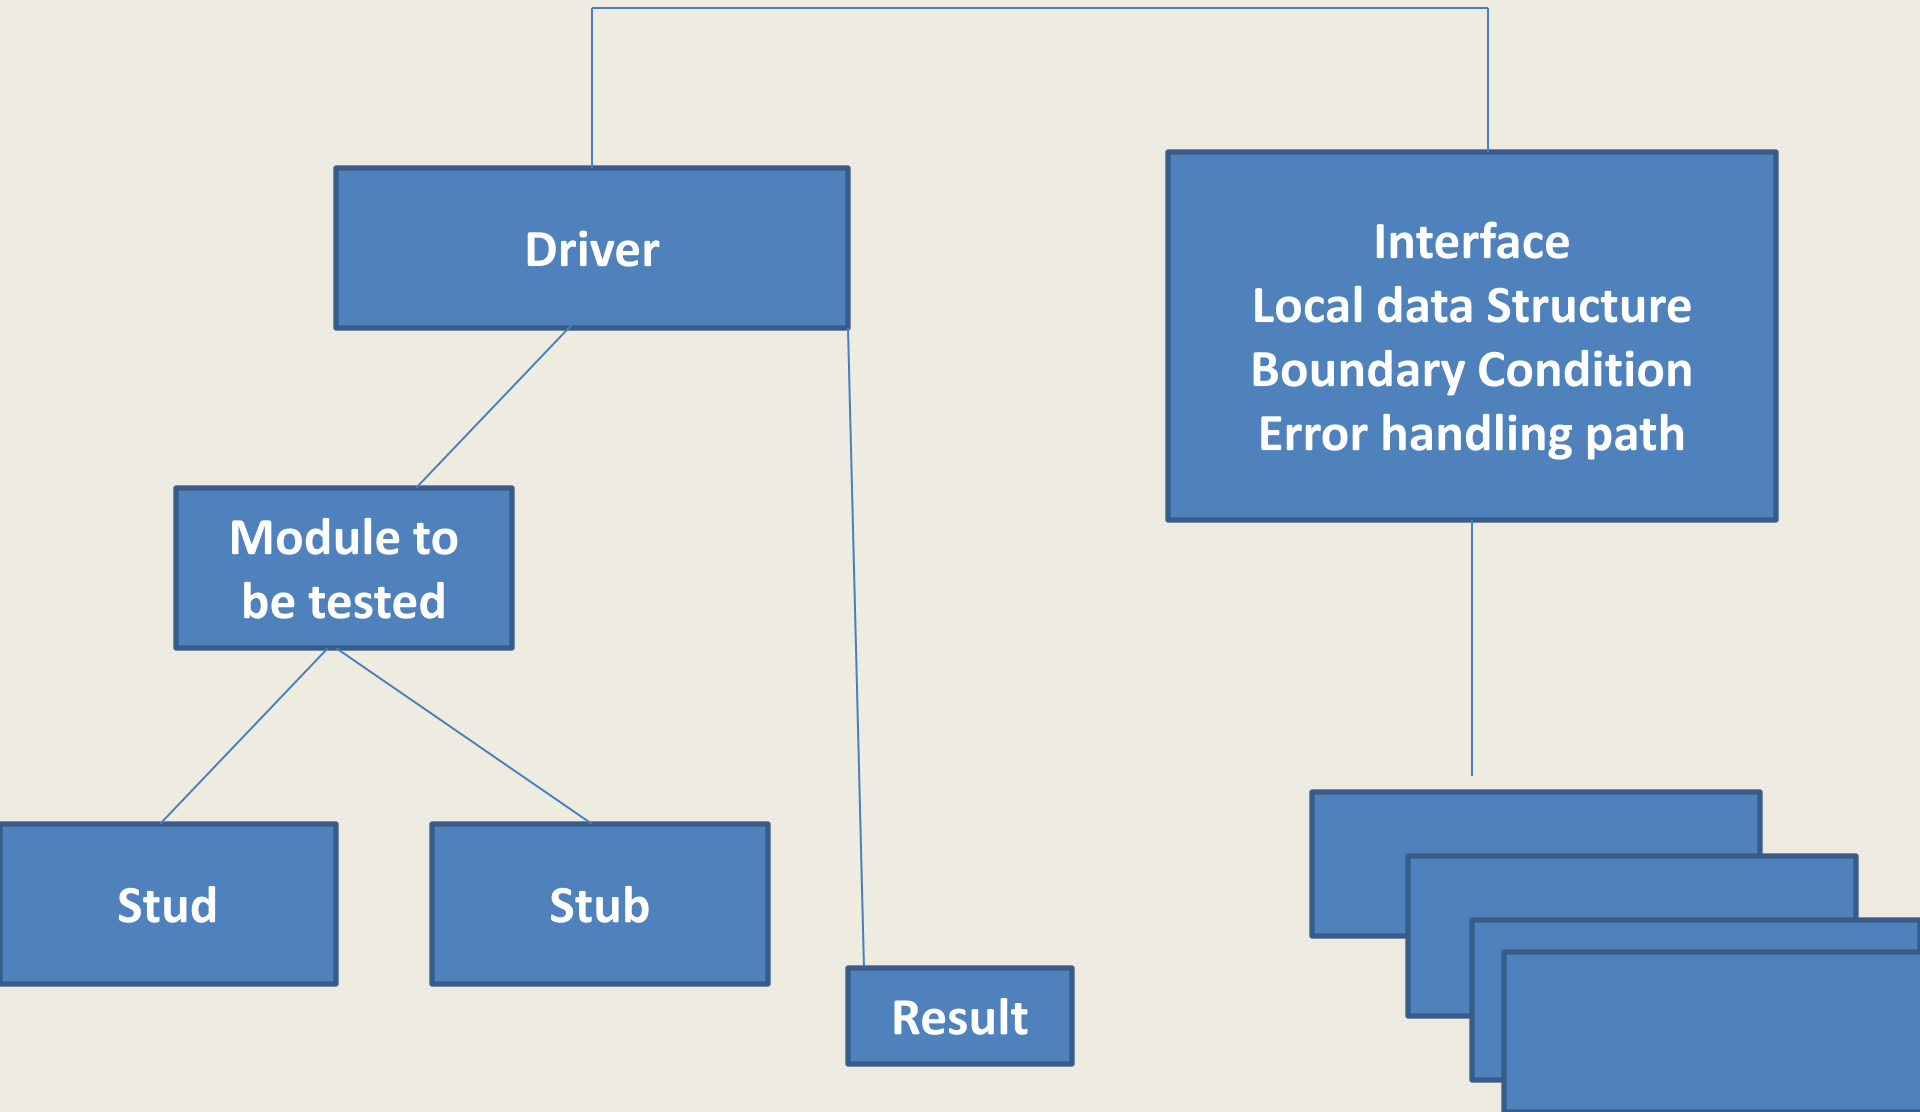 Driver
Interface
Local data Structure
Boundary Condition
Error handling path
Module to
be tested
Stud
Stub
Result